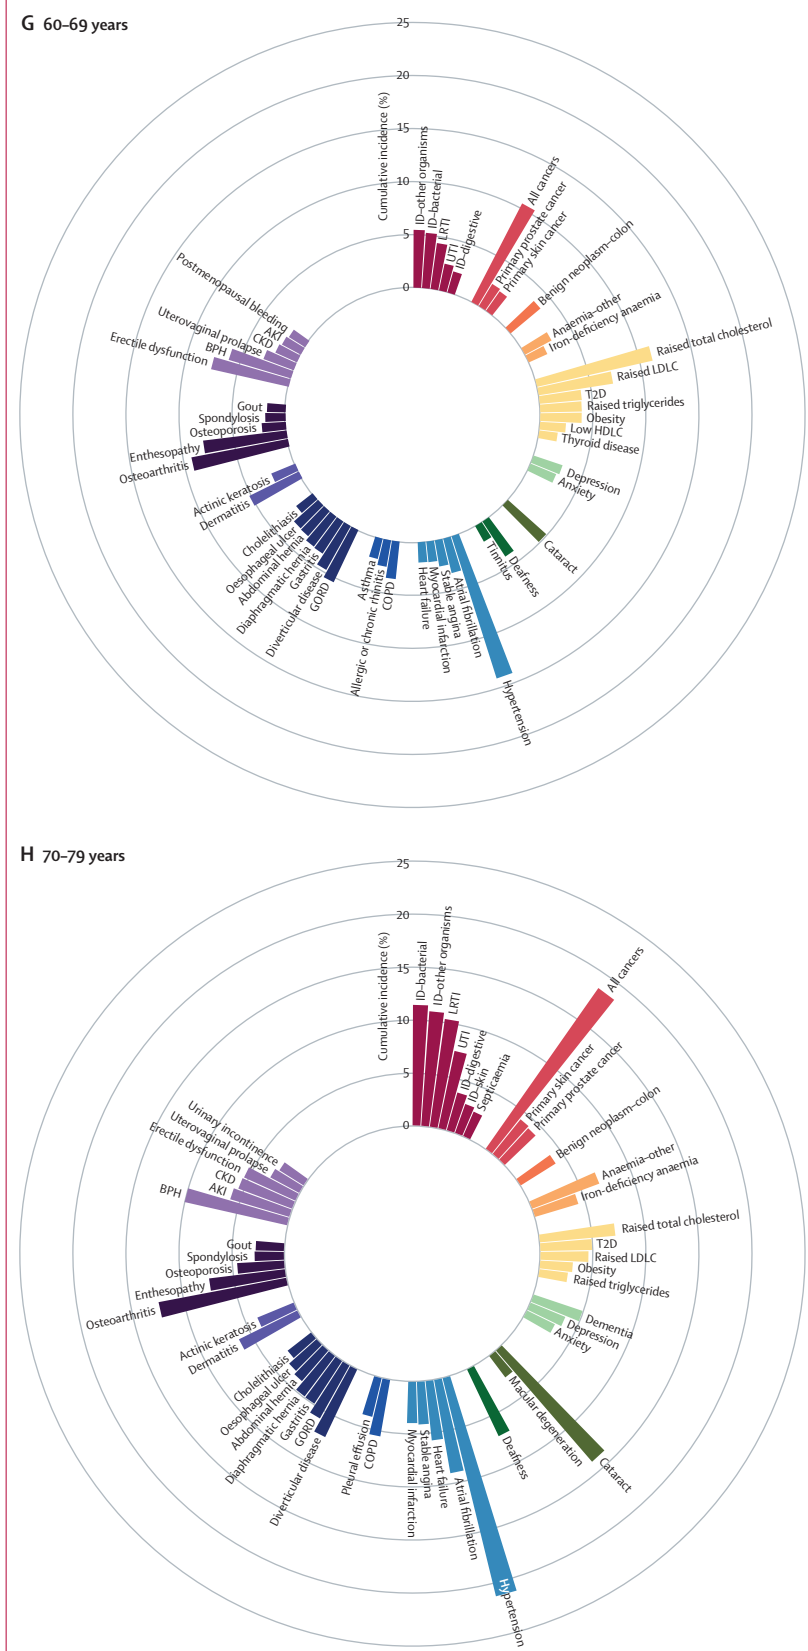 G 60–69 years
25
20
15
10
5
0
Cumulative incidence (%)
ID–other organisms
ID–bacterial
LRTI
UTI
ID–digestive
All cancers
Primary prostate cancer
Primary skin cancer
Benign neoplasm–colon
Anaemia–other
Iron-deficiency anaemia
Raised total cholesterol
Raised LDLC
T2D
Raised triglycerides
Obesity
Low HDLC
Thyroid disease
Depression
Anxiety
Cataract
Deafness
Tinnitus
Hypertension
Atrial fibrillation
Stable angina
Myocardial infarction
Heart failure
COPD
Allergic or chronic rhinitis
Asthma
GORD
Diverticular disease
Gastritis
Diaphragmatic hernia
Abdominal hernia
Oesophageal ulcer
Cholelithiasis
Dermatitis
Actinic keratosis
Osteoarthritis
Enthesopathy
Osteoporosis
Spondylosis
Gout
Erectile dysfunction
BPH
Uterovaginal prolapse
CKD
AKI
Postmenopausal bleeding
H 70–79 years
25
20
15
10
5
0
Cumulative incidence (%)
ID–bacterial
ID–other organisms
LRTI
UTI
ID–digestive
ID–skin
Septicaemia
All cancers
Primary skin cancer
Primary prostate cancer
Benign neoplasm–colon
Anaemia–other
Iron-deficiency anaemia
Raised total cholesterol
T2D
Raised LDLC
Obesity
Raised triglycerides
Dementia
Depression
Anxiety
Cataract
Macular degeneration
Deafness
Hypertension
Atrial fibrillation
Heart failure
Stable angina
Myocardial infarction
COPD
Pleural effusion
Diverticular disease
GORD
Gastritis
Diaphragmatic hernia
Abdominal hernia
Oesophageal ulcer
Cholelithiasis
Dermatitis
Actinic keratosis
Osteoarthritis
Enthesopathy
Osteoporosis
Spondylosis
Gout
BPH
AKI
CKD
Erectile dysfunction
Uterovaginal prolapse
Urinary incontinence